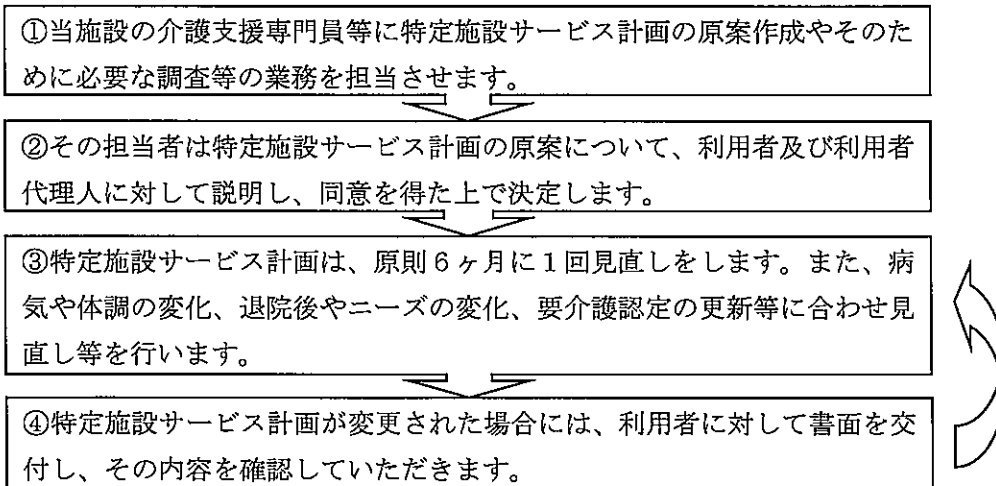 ①当施設の介護支援専門員等に特定施設サービス計画の原案作成やそのた
めに必要な調査等の業務を担当させます。
②その担当者は特定施設サービス計画の原案について、利用者及び利用者
代理人に対して説明し、同意を得た上で決定します。
③特定施設サービス計画は、原則６ヶ月に１回見直しをします。また、病
気や体調の変化、退院後やニーズの変化、要介護認定の更新等に合わせ見
直し等を行います。
④特定施設サービス計画が変更された場合には、利用者に対して書面を交
付し、その内容を確認していただきます。